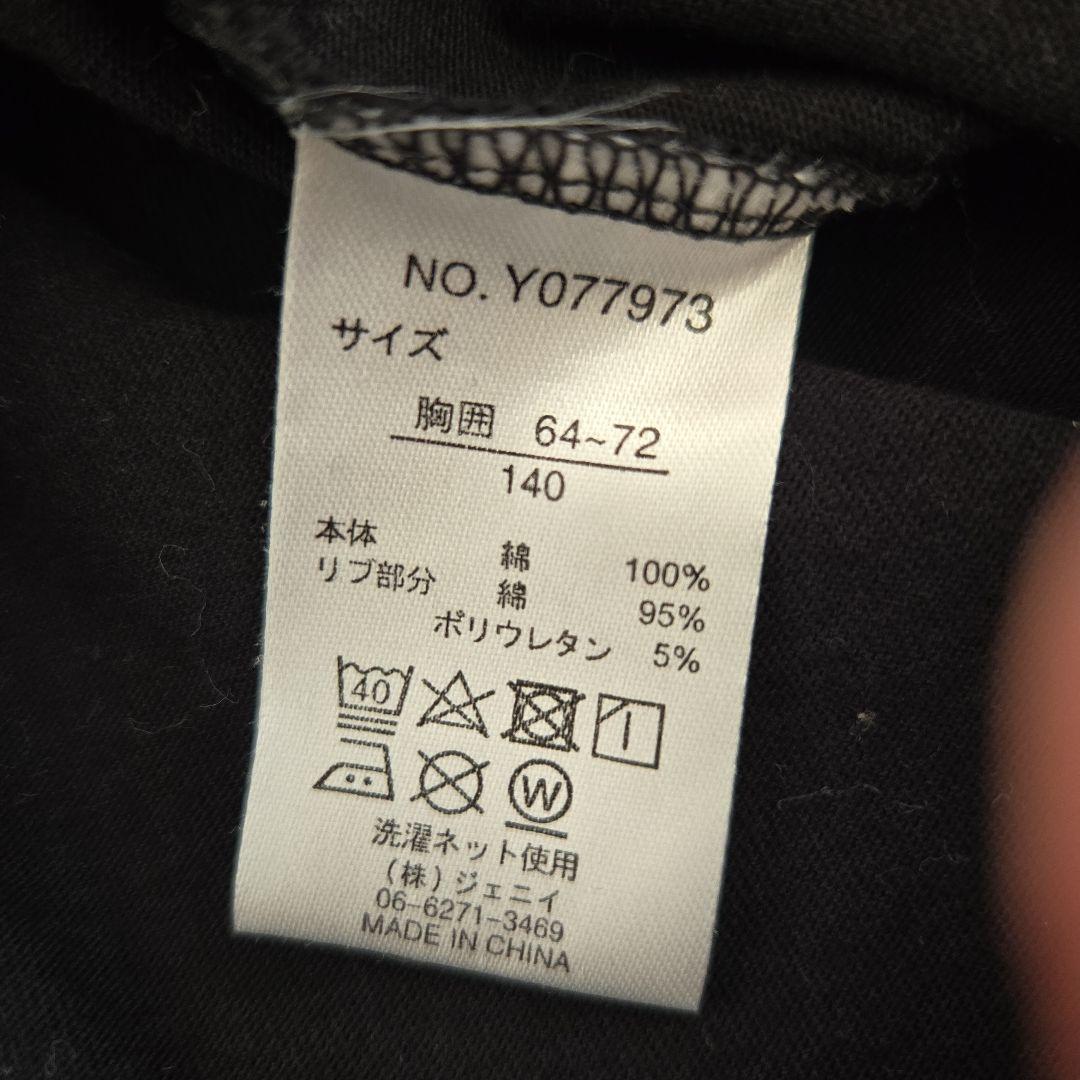 NO. Y077973
サイズ
胸囲 64~72
140
本体 綿 100%
リブ部分 綿 95%
ポリウレタン 5%
40
W
洗濯ネット使用
(株)ジェニイ
06-6271-3469
MADE IN CHINA